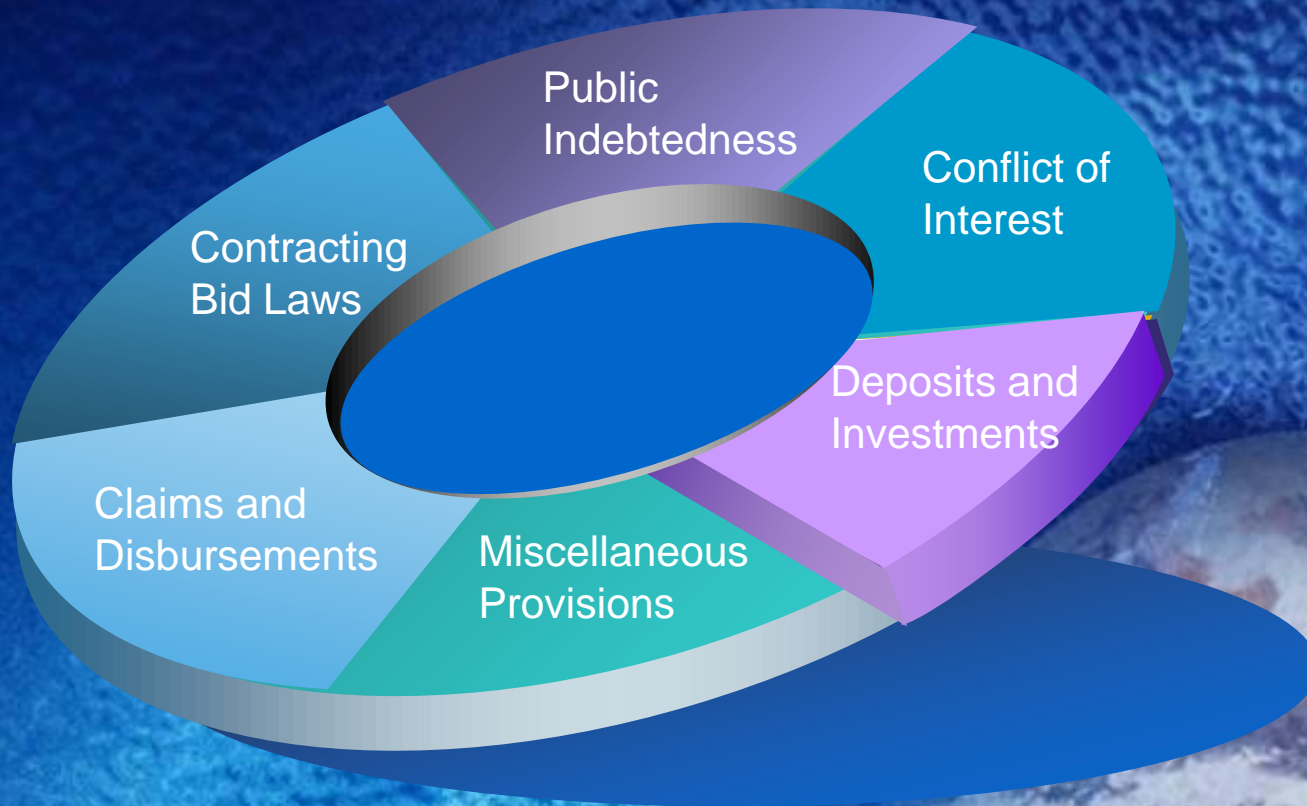 Public
Indebtedness
Conflict of
Interest
Contracting
Bid Laws
Deposits and
Investments
Claims and
Disbursements
Miscellaneous
Provisions